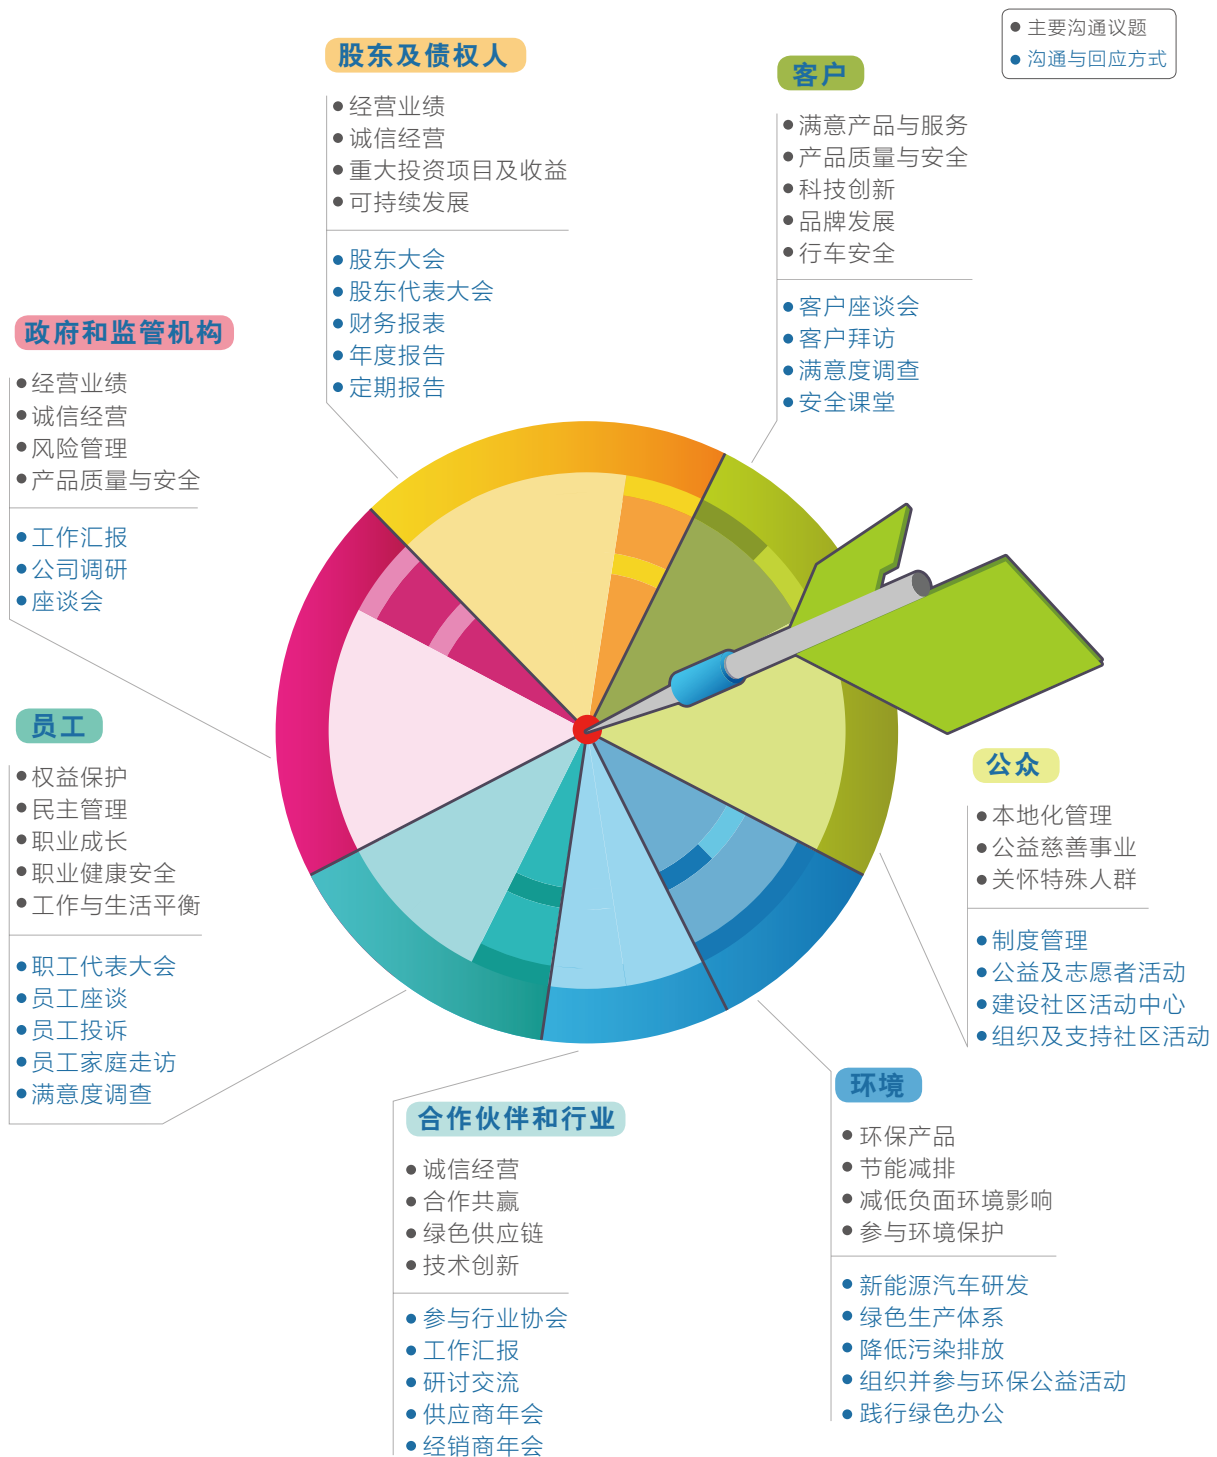 主要沟通议题
沟通与回应方式
股东及债权人
经营业绩
诚信经营
重大投资项目及收益
可持续发展
股东大会
股东代表大会
财务报表
年度报告
定期报告
客户
满意产品与服务
产品质量与安全
科技创新
品牌发展
行车安全
客户座谈会
客户拜访
满意度调查
安全课堂
政府和监管机构
经营业绩
诚信经营
风险管理
产品质量与安全
工作汇报
公司调研
座谈会
员工
权益保护
民主管理
职业成长
职业健康安全
工作与生活平衡
职工代表大会
员工座谈
员工投诉
员工家庭走访
满意度调查
公众
本地化管理
公益慈善事业
关怀特殊人群
制度管理
公益及志愿者活动
建设社区活动中心
组织及支持社区活动
合作伙伴和行业
诚信经营
合作共赢
绿色供应链
技术创新
参与行业协会
工作汇报
研讨交流
供应商年会
经销商年会
环境
环保产品
节能减排
减低负面环境影响
参与环境保护
新能源汽车研发
绿色生产体系
降低污染排放
组织并参与环保公益活动
践行绿色办公